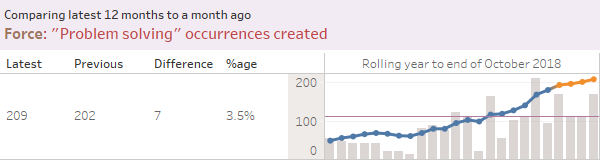 Comparing latest 12 months to a month ago
Force: "Problem solving" occurrences created
Latest Previous Difference %age Rolling year to end of October 2018
209 202 7 3.5%
200
100
0